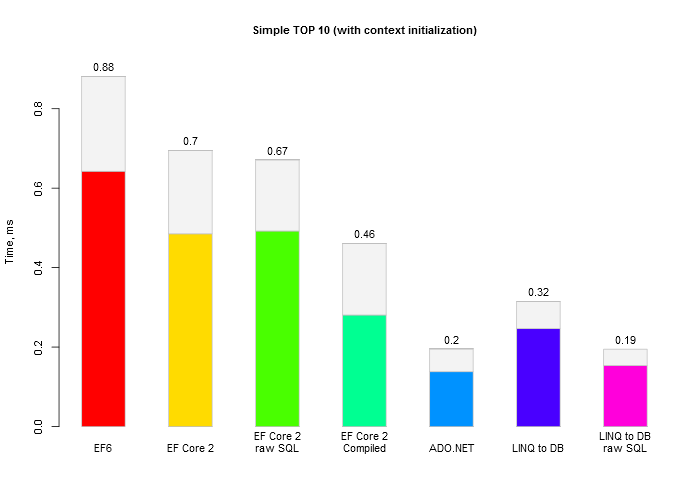 Simple TOP 10 (with context initialization)
0.88
0.7
0.67
0.46
0.2
0.32
0.19
Time, ms
0.8
0.6
0.4
0.2
0.0
EF6
EF Core 2
EF Core 2
raw SQL
EF Core 2
Compiled
ADO.NET
LINQ to DB
LINQ to DB
raw SQL